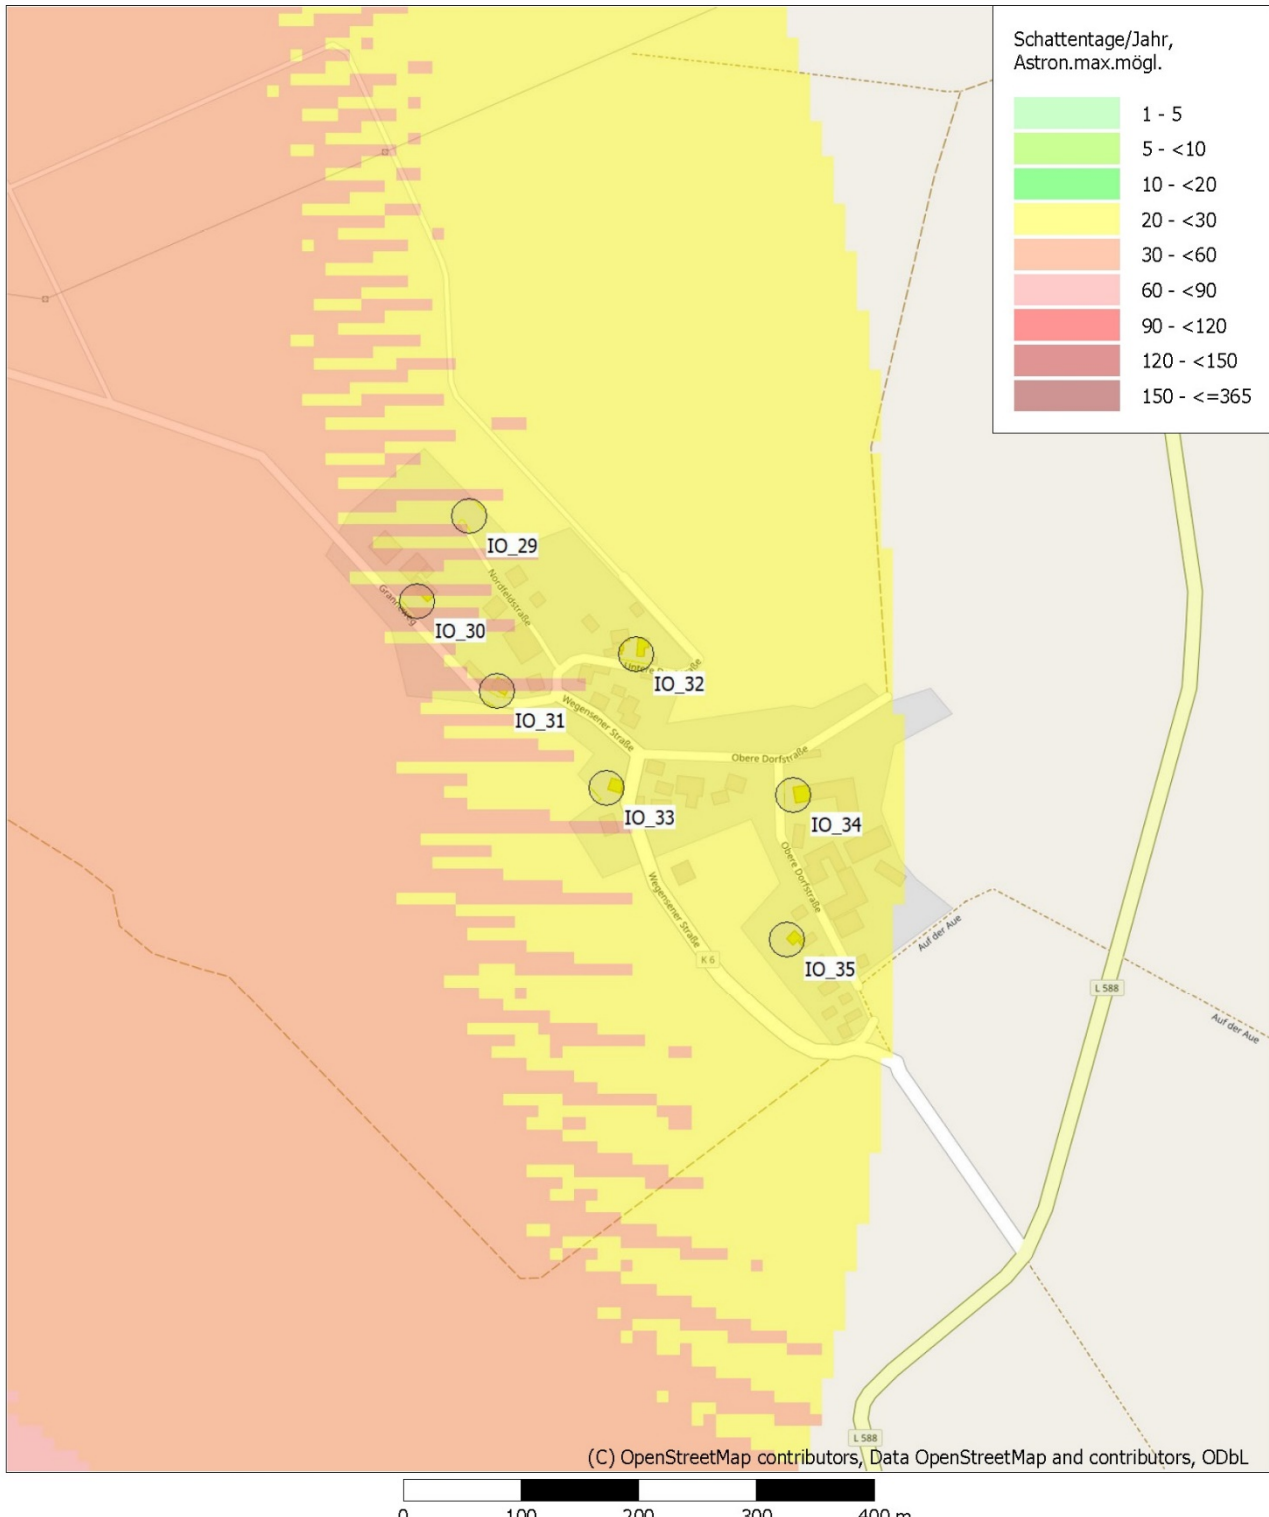 Schattentage/Jahr,
Astron.max.mögl.
1 - 5
5 - <10
10 - <20
20 - <30
30 - <60
60 - <90
90 - <120
120 - <150
150 - <=365
IO_29
Nordfeldstraße
IO_30
IO_32
IO_31
Wegensener Straße
Obere Dorfstraße
IO_33
IO_34
Obere Dorfstraße
Wegensener Straße
Auf der Aue
K 6
IO_35
L 588
Auf der Aue
L 588
(C) OpenStreetMap contributors, Data OpenStreetMap and contributors, ODbL
0 100 200 300 400 m